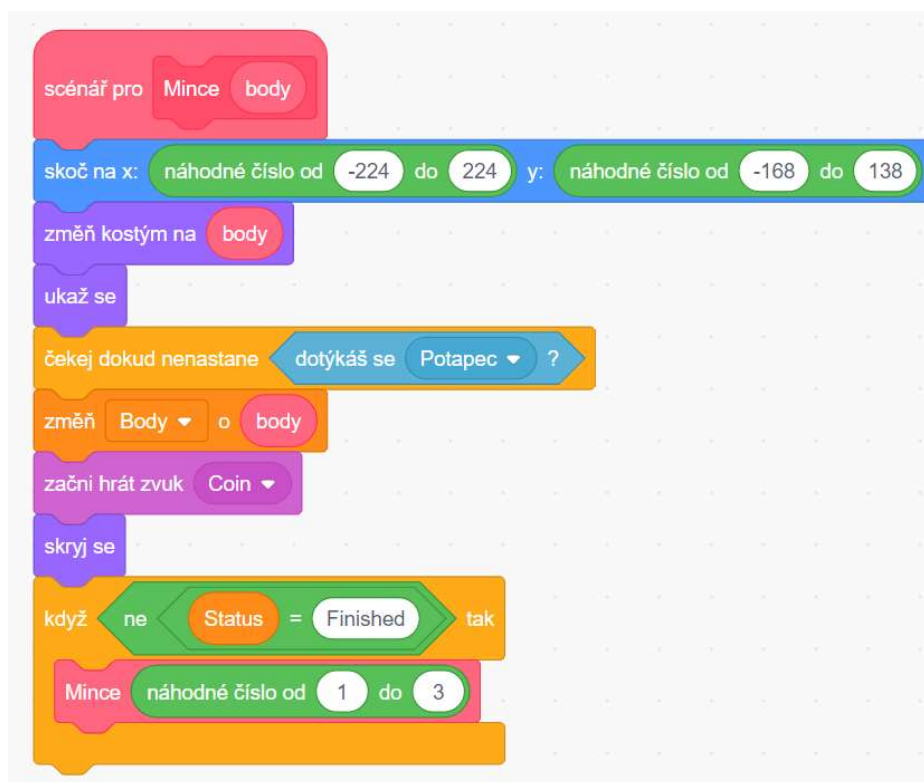 scénář pro Mince body
skoč na x: náhodné číslo od -224 do 224 y: náhodné číslo od -168 do 138
změň kostým na body
ukaž se
čekej dokud nenastane dotýkáš se Potapec ?
změň Body o body
začni hrát zvuk Coin
skryj se
když ne Status = Finished tak
Mince náhodné číslo od 1 do 3